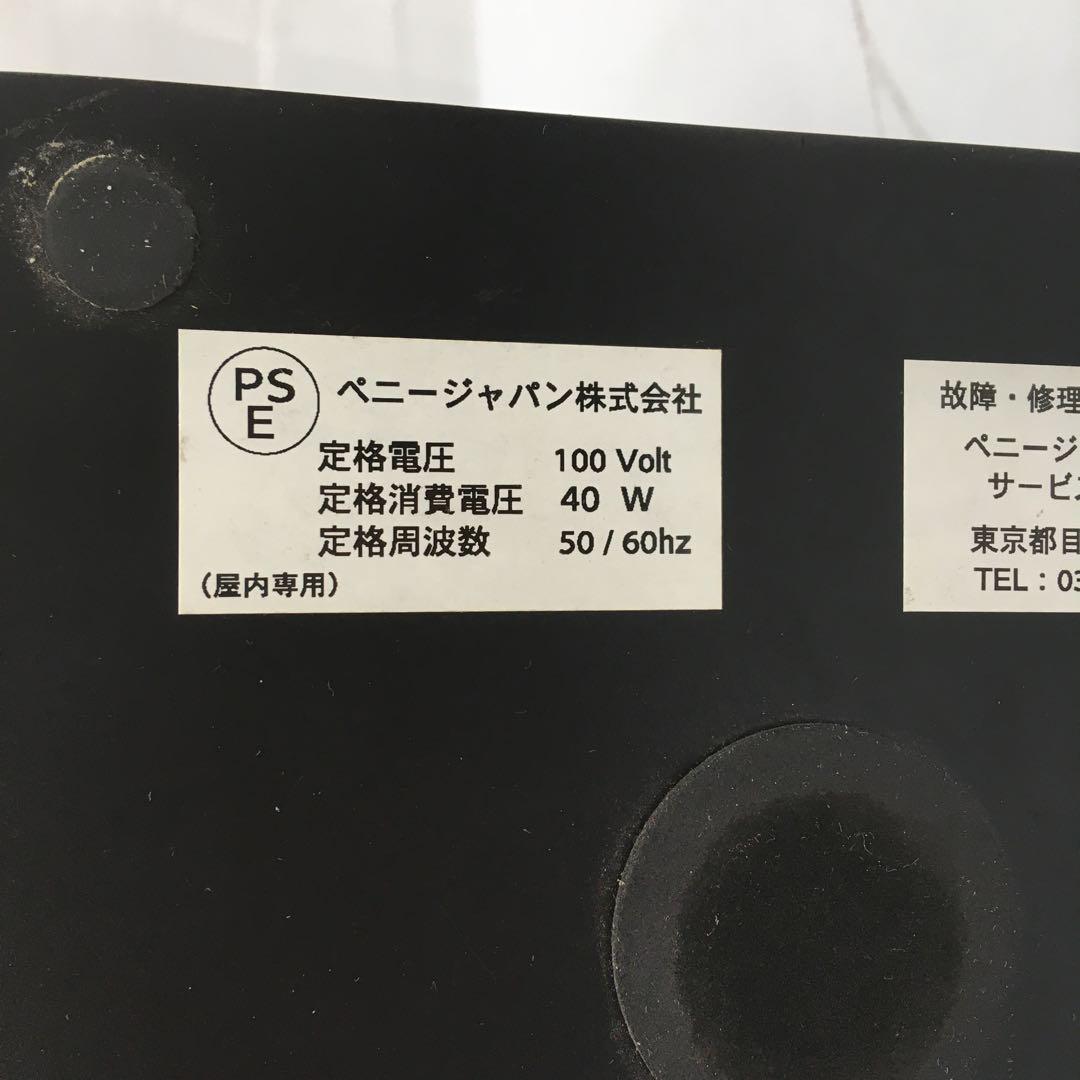 PS
E
ペニージャパン株式会社
定格電圧 100 Volt
定格消費電圧 40 W
定格周波数 50 / 60hz
（屋内専用）
故障・修理
ペニージ
サービ
東京都目
TEL : 03